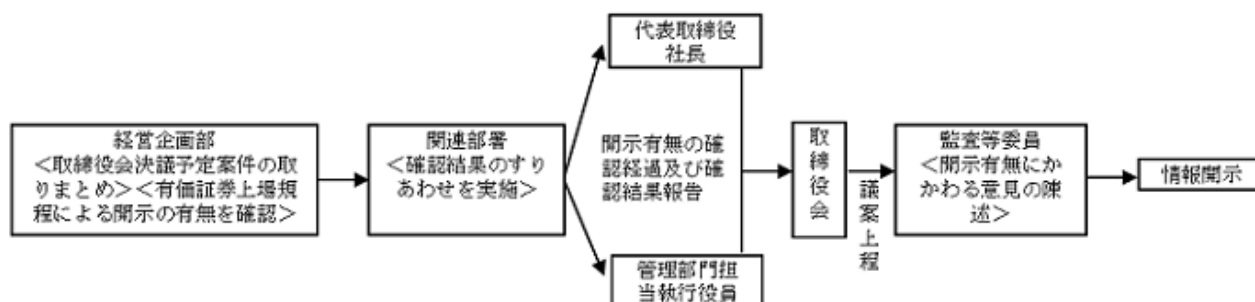 経営企画部
＜取締役会決議予定案件の取
りまとめ＞＜有価証券上場規
程による開示の有無を確認＞
関連部署
＜確認結果のすり
あわせを実施＞
代表取締役
社長
開示有無の確
認経過及び確
認結果報告
管理部門担
当執行役員
取締役会
議案上程
監査等委員
＜開示有無にか
かわる意見の陳
述＞
情報開示